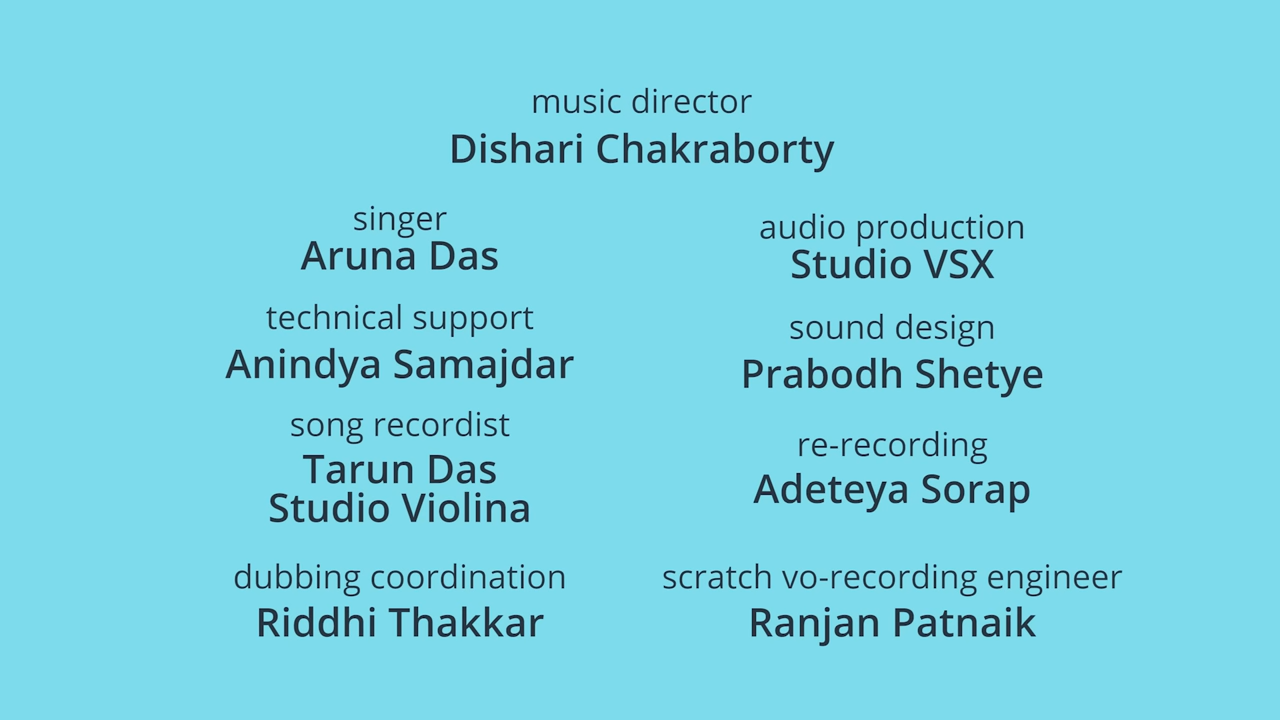 music director
Dishari Chakraborty
singer
Aruna Das
technical support
Anindya Samajdar
song recordist
Tarun Das
Studio Violina
dubbing coordination
Riddhi Thakkar
audio production
Studio VSX
sound design
Prabodh Shetye
re-recording
Adeteya Sorap
scratch vo-recording engineer
Ranjan Patnaik